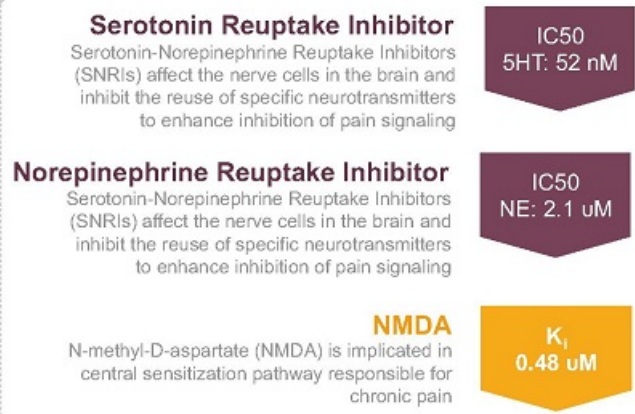 Serotonin Reuptake Inhibitor
Serotonin-Norepinephrine Reuptake Inhibitors
(SNRIs) affect the nerve cells in the brain and
inhibit the reuse of specific neurotransmitters
to enhance inhibition of pain signaling
IC50
5HT: 52 nM
Norepinephrine Reuptake Inhibitor
Serotonin-Norepinephrine Reuptake Inhibitors
(SNRIs) affect the nerve cells in the brain and
inhibit the reuse of specific neurotransmitters
to enhance inhibition of pain signaling
IC50
NE: 2.1 uM
NMDA
N-methyl-D-aspartate (NMDA) is implicated in
central sensitization pathway responsible for
chronic pain
Ki
0.48 uM